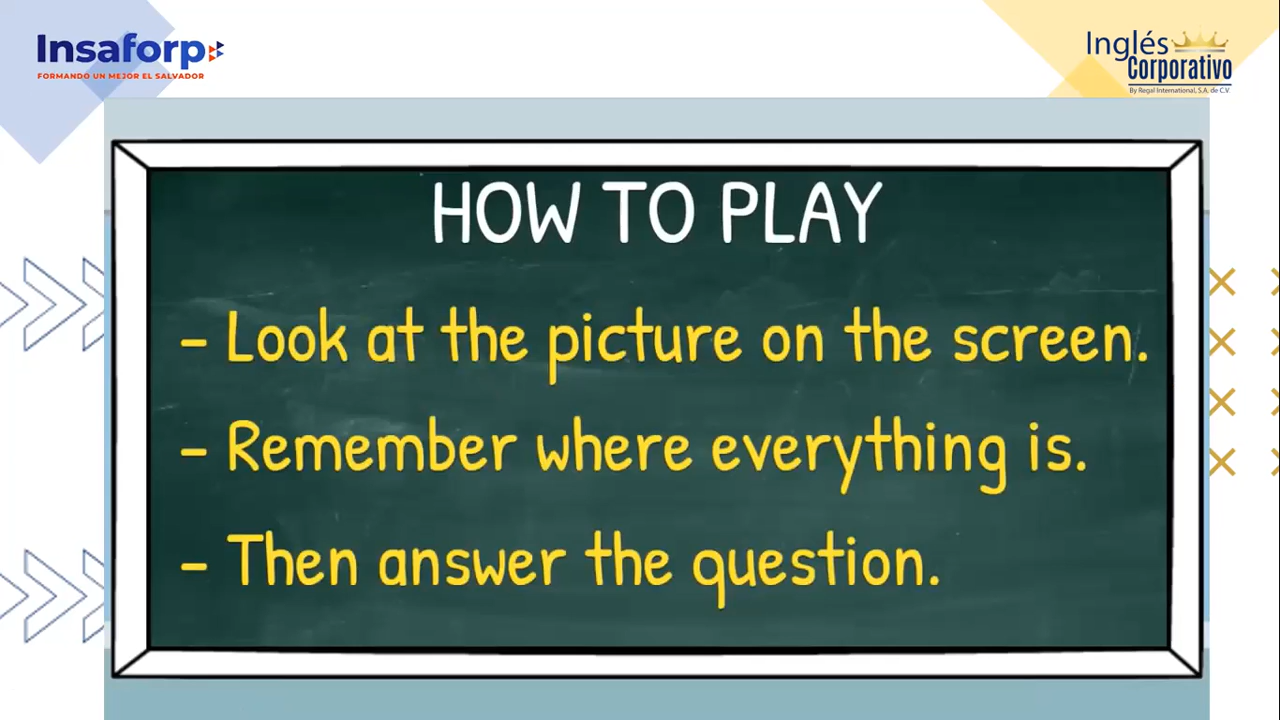 Insaforp
FORMANDO UN MEJOR EL SALVADOR
Inglés
Corporativo
By Regal International, S.A. de C.V.
HOW TO PLAY
- Look at the picture on the screen.
- Remember where everything is.
- Then answer the question.